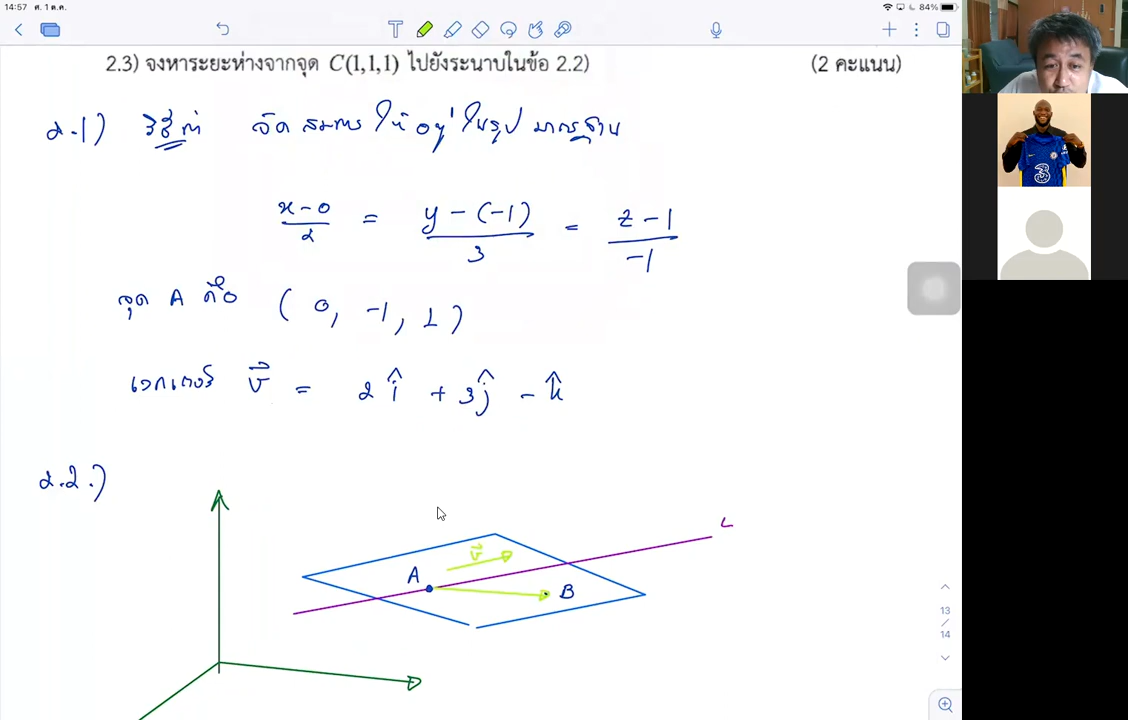 14:57 ศ. 1 ต.ค.
84%
2.3) จงหาระยะห่างจากจุด C(1,1,1) ไปยังระนาบในข้อ 2.2) (2 คะแนน)
2.1) วิธีทำ จัดสมการให้อยู่ในรูปมาตรฐาน
x-0/2 = y-(-1)/3 = z-1/-1
จุด A คือ (0, -1, 1)
เวกเตอร์ v⃗ = 2î + 3ĵ - k̂
2.2.)
L
v⃗
A
B
T
13
/
14
3